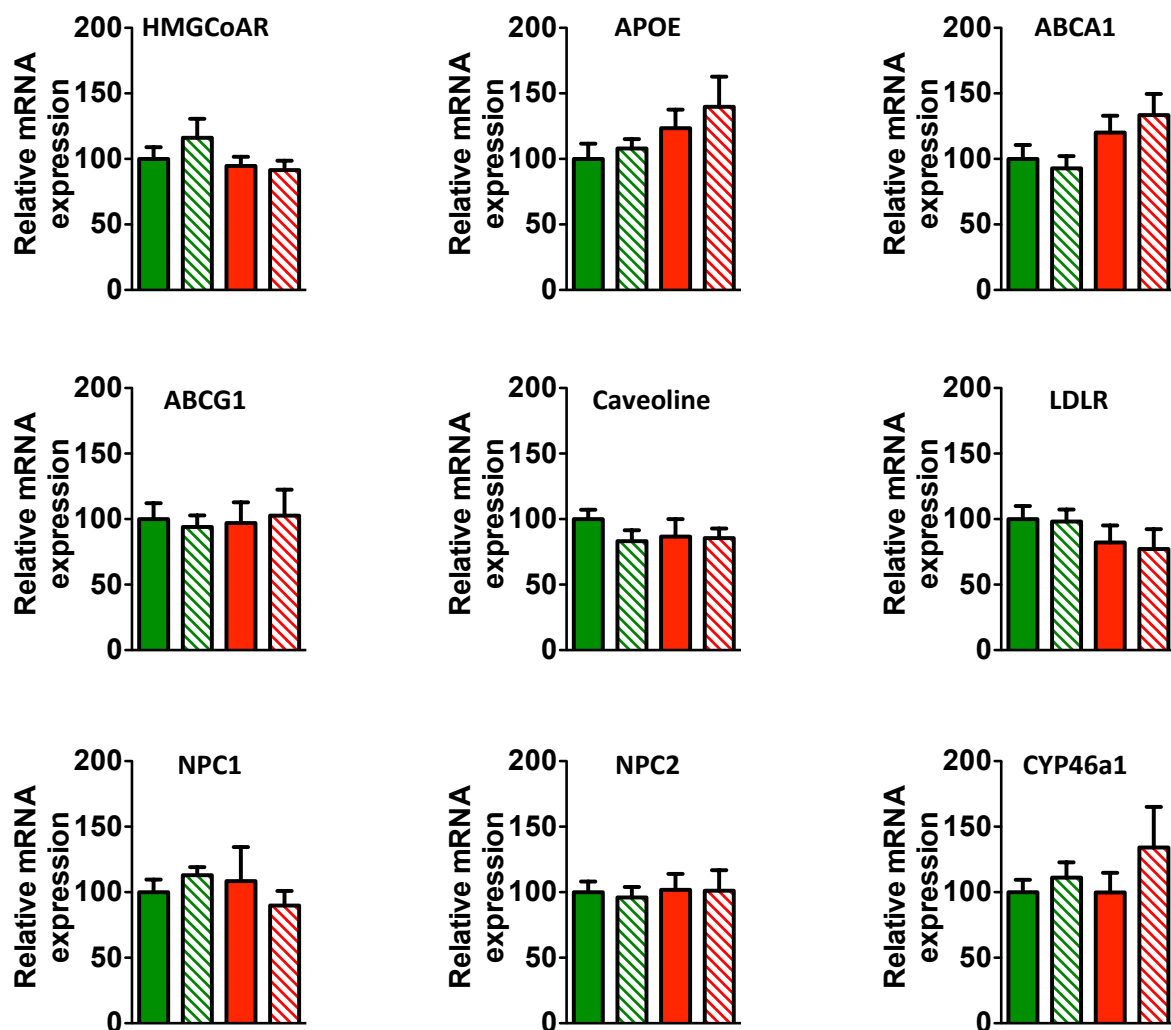 HMGCoAR
Relative mRNA
expression
200
150
100
50
0
APOE
Relative mRNA
expression
200
150
100
50
0
ABCA1
Relative mRNA
expression
200
150
100
50
0
ABCG1
Relative mRNA
expression
200
150
100
50
0
Caveoline
Relative mRNA
expression
200
150
100
50
0
LDLR
Relative mRNA
expression
200
150
100
50
0
NPC1
Relative mRNA
expression
200
150
100
50
0
NPC2
Relative mRNA
expression
200
150
100
50
0
CYP46a1
Relative mRNA
expression
200
150
100
50
0